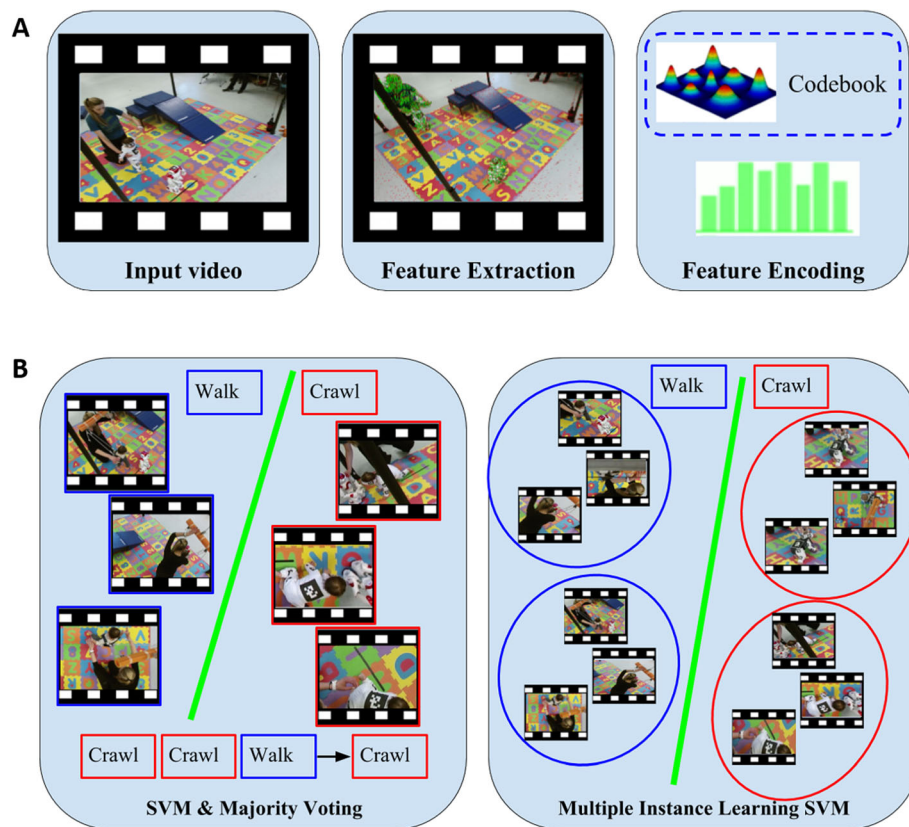 A
Codebook
Input video
Feature Extraction
Feature Encoding
B
Walk
Crawl
Crawl
Crawl
Walk
Crawl
SVM & Majority Voting
Walk
Crawl
Multiple Instance Learning SVM